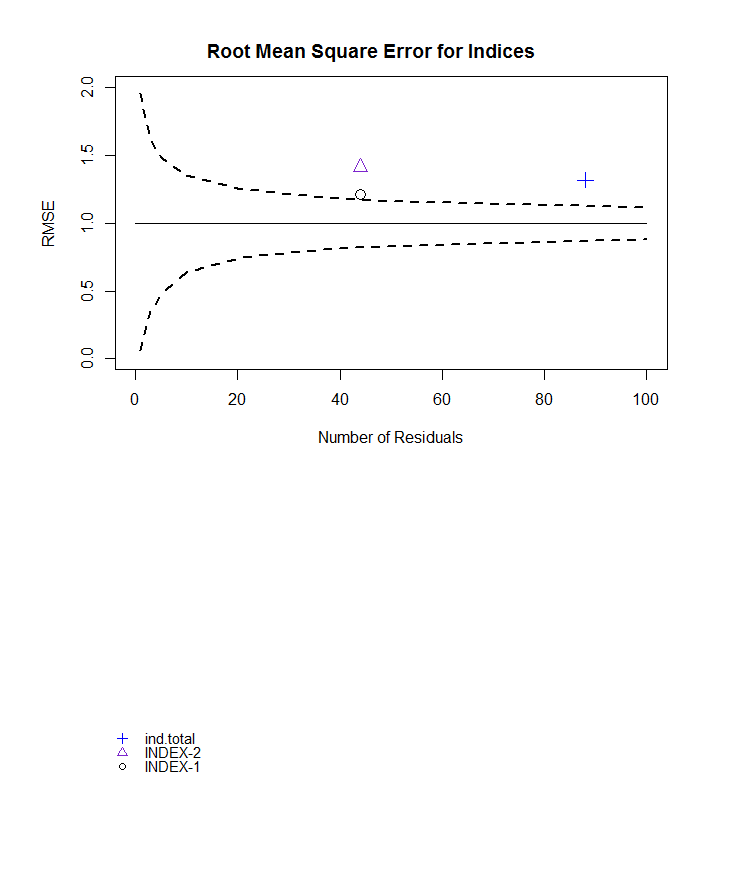 Root Mean Square Error for Indices
2.0
1.5
1.0
0.5
0.0
RMSE
0 20 40 60 80 100
Number of Residuals
ind.total
INDEX-2
INDEX-1